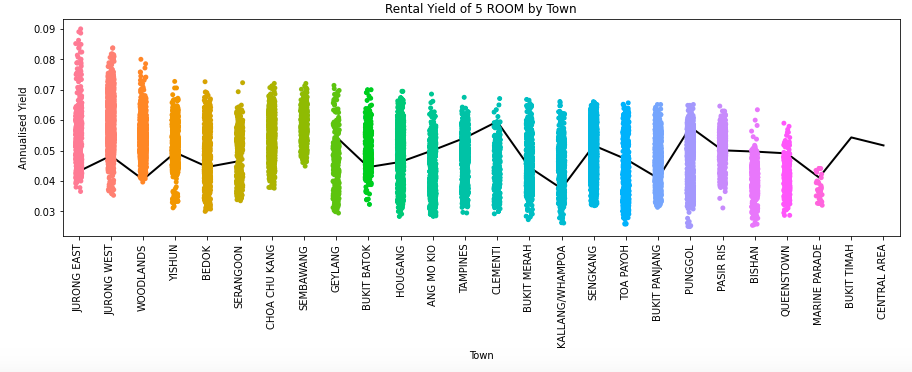 Rental Yield of 5 ROOM by Town
Annualised Yield
0.09
0.08
0.07
0.06
0.05
0.04
0.03
JURONG EAST
JURONG WEST
WOODLANDS
YISHUN
BEDOK
SERANGOON
CHOA CHU KANG
SEMBAWANG
GEYLANG
BUKIT BATOK
HOUGANG
ANG MO KIO
TAMPINES
CLEMENTI
BUKIT MERAH
KALLANG/WHAMPOA
SENGKANG
TOA PAYOH
BUKIT PANJANG
PUNGGOL
PASIR RIS
BISHAN
QUEENSTOWN
MARINE PARADE
BUKIT TIMAH
CENTRAL AREA
Town